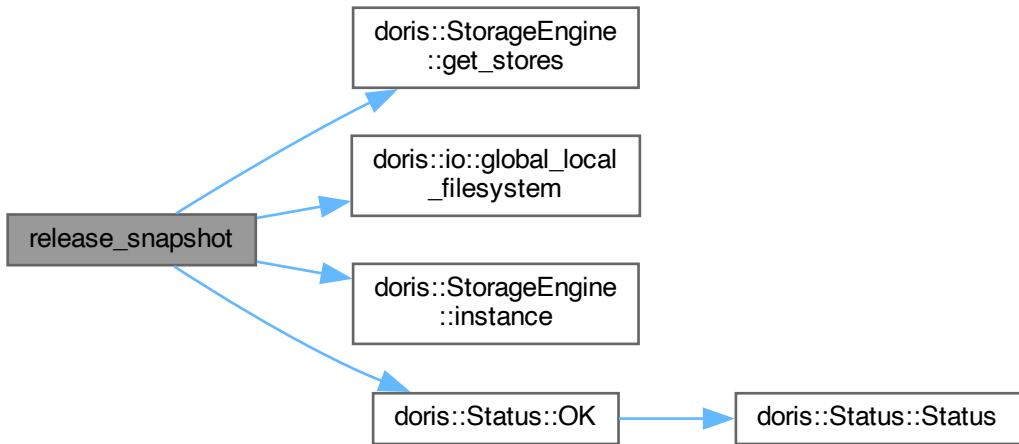 doris::StorageEngine
::get_stores
doris::io::global_local
_filesystem
release_snapshot
doris::StorageEngine
::instance
doris::Status::OK
doris::Status::Status